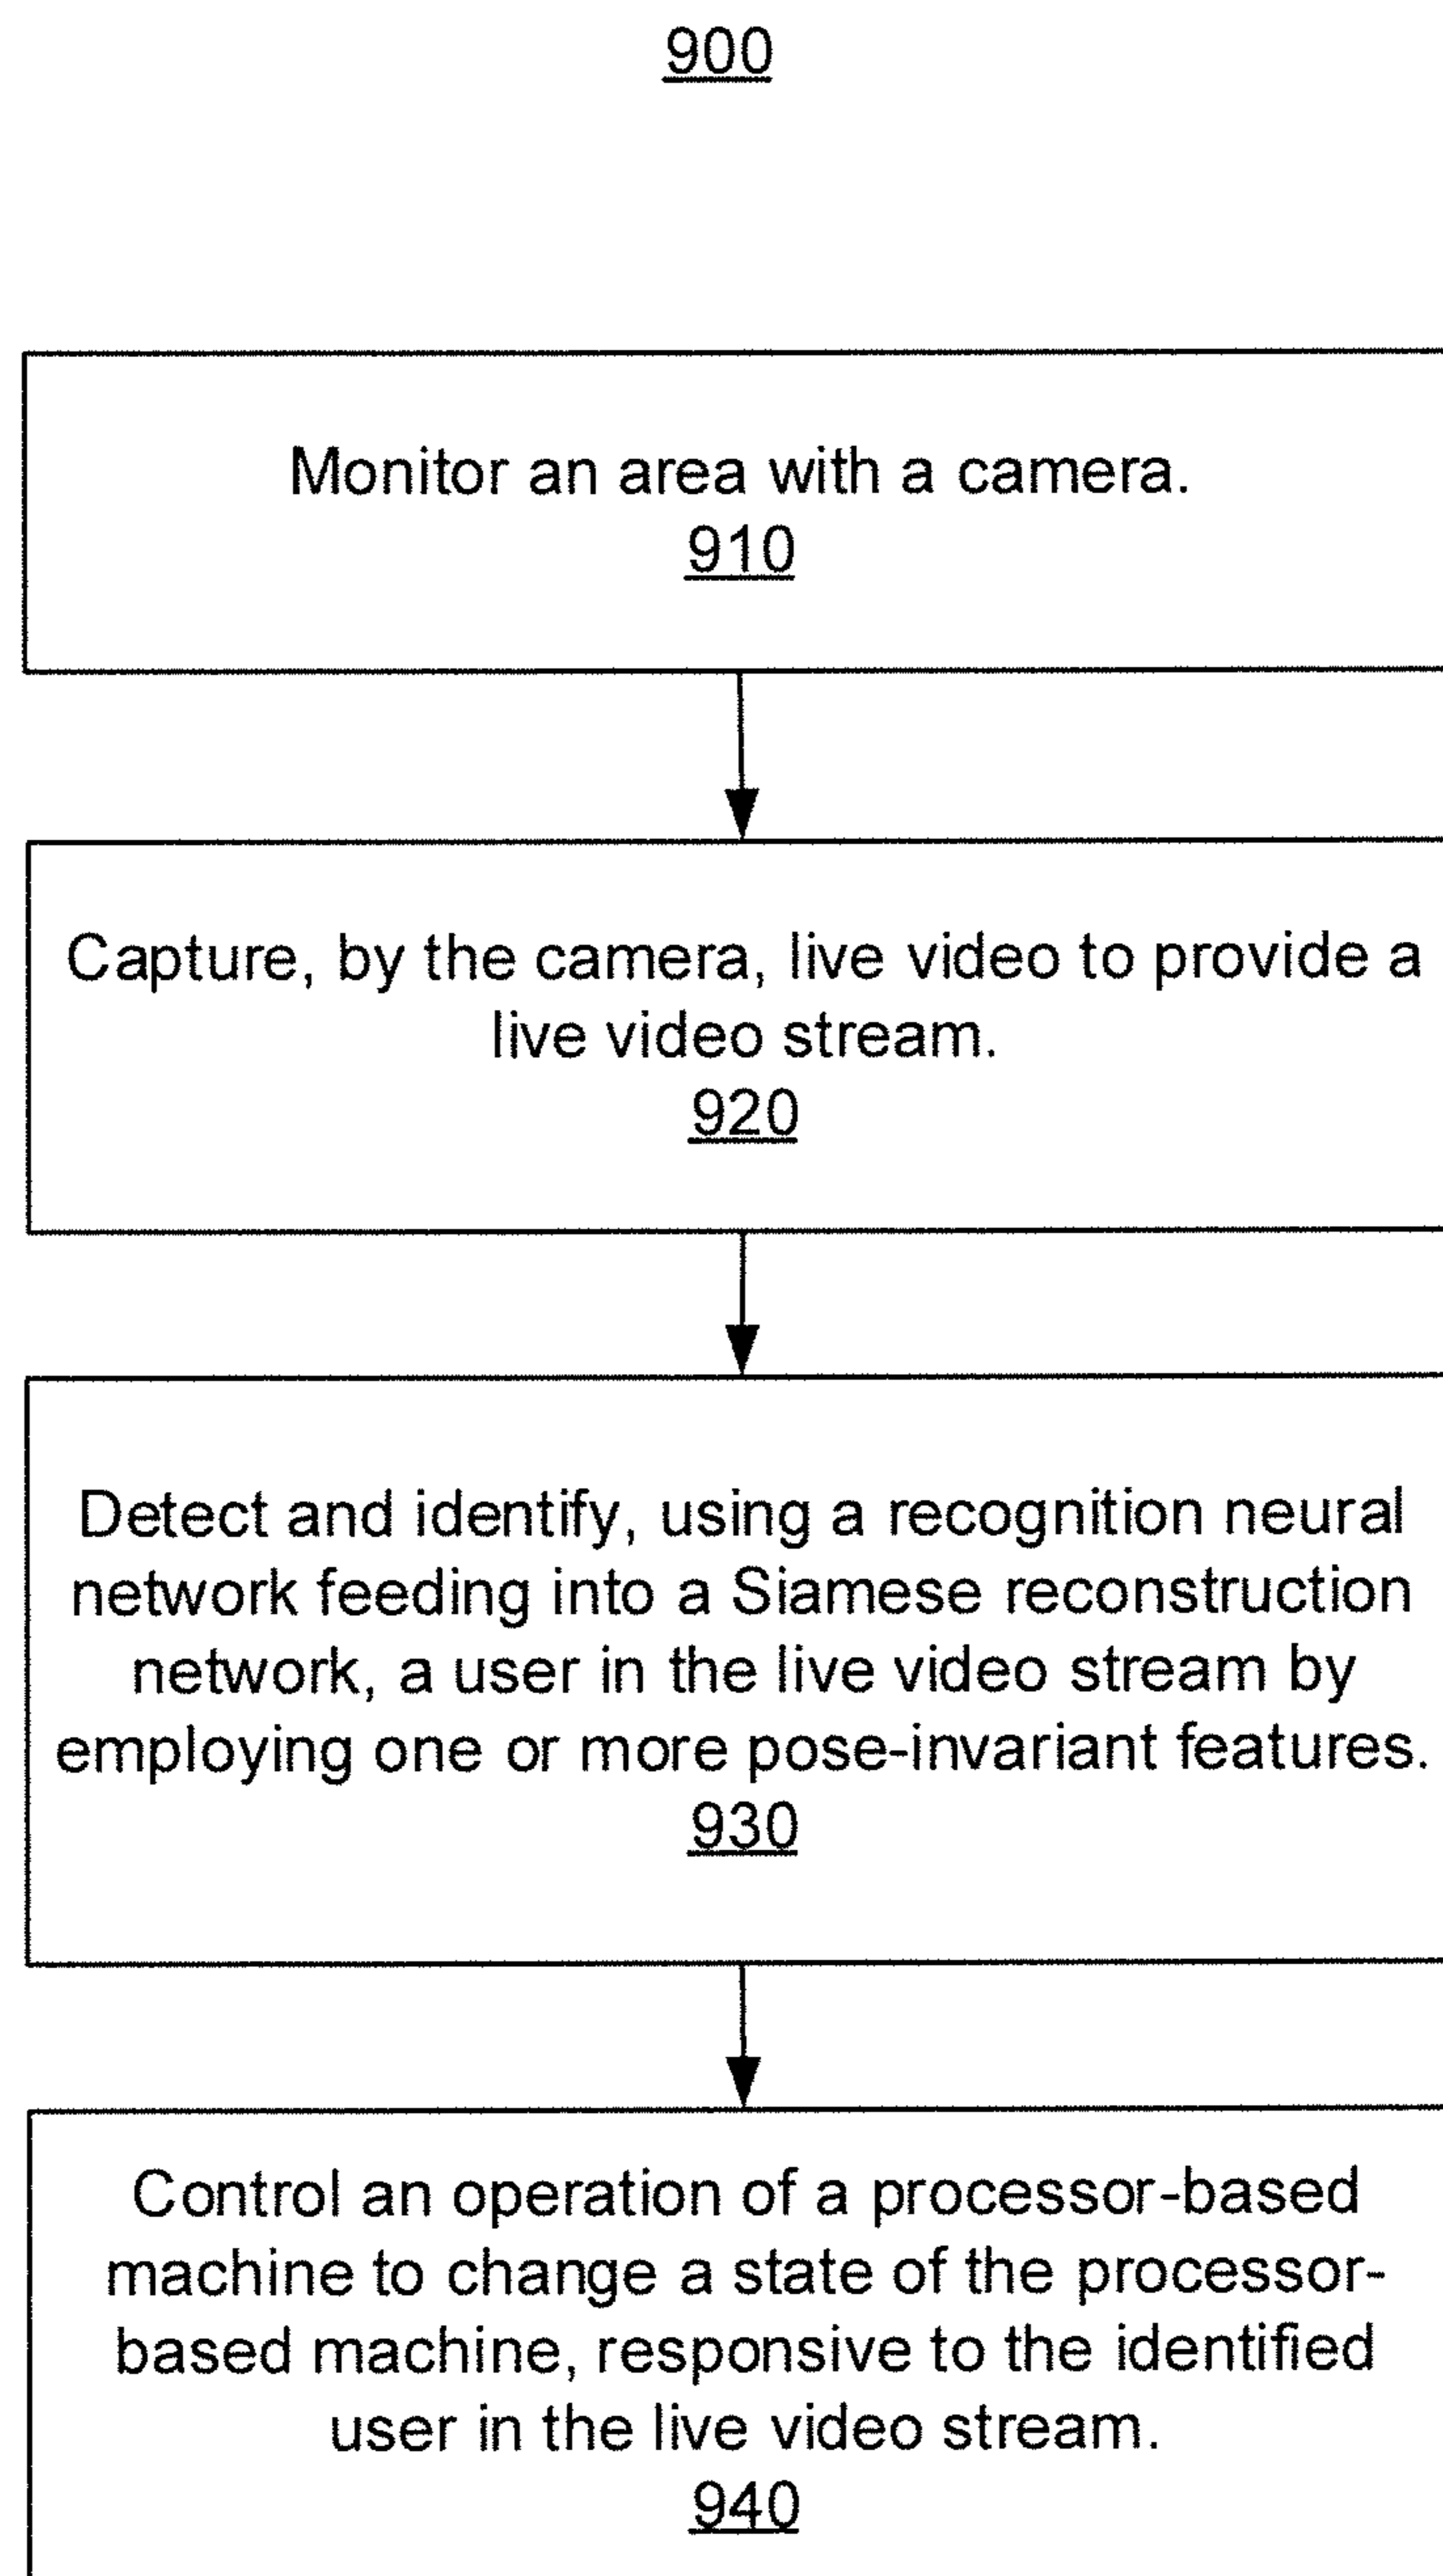 900
Monitor an area with a camera.
910
Capture, by the camera, live video to provide a
live video stream.
920
Detect and identify, using a recognition neural
network feeding into a Siamese reconstruction
network, a user in the live video stream by
employing one or more pose-invariant features.
930
Control an operation of a processor-based
machine to change a state of the processor-
based machine, responsive to the identified
user in the live video stream.
940